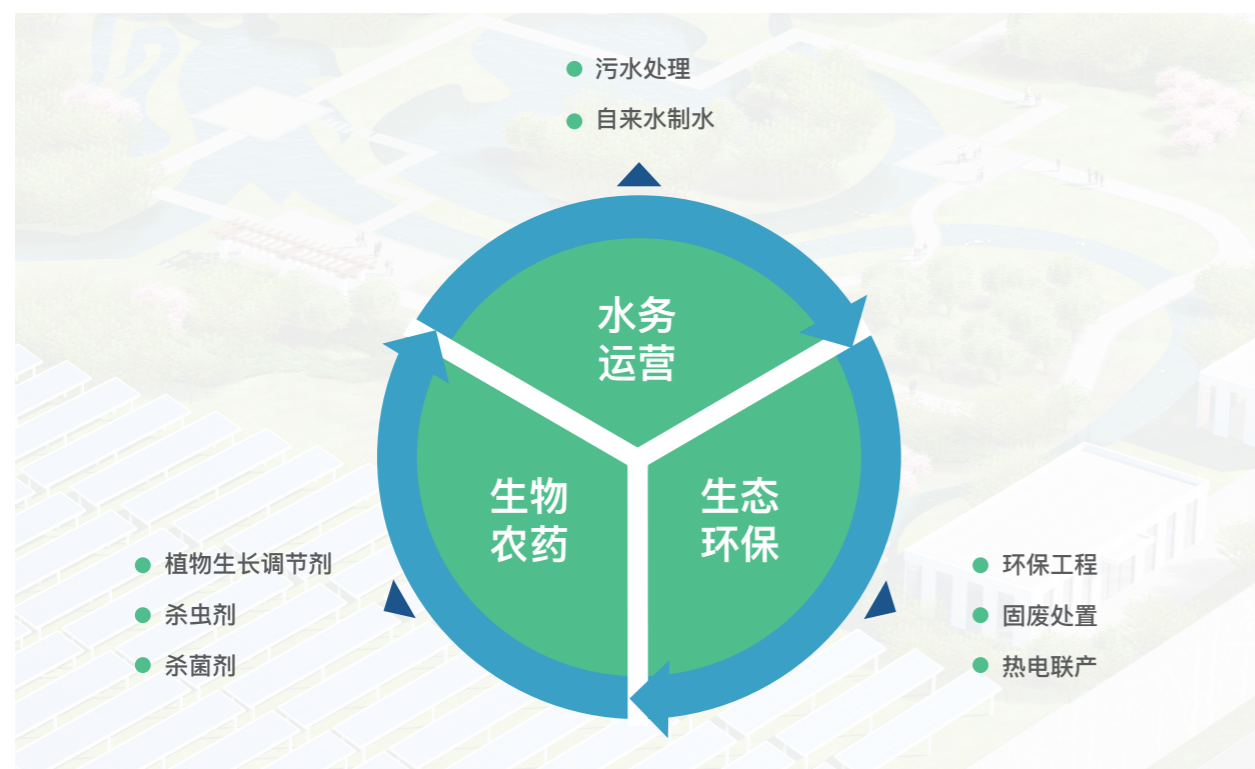 污水处理
自来水制水
水务
运营
生物
农药
生态
环保
植物生长调节剂
杀虫剂
杀菌剂
环保工程
固废处置
热电联产